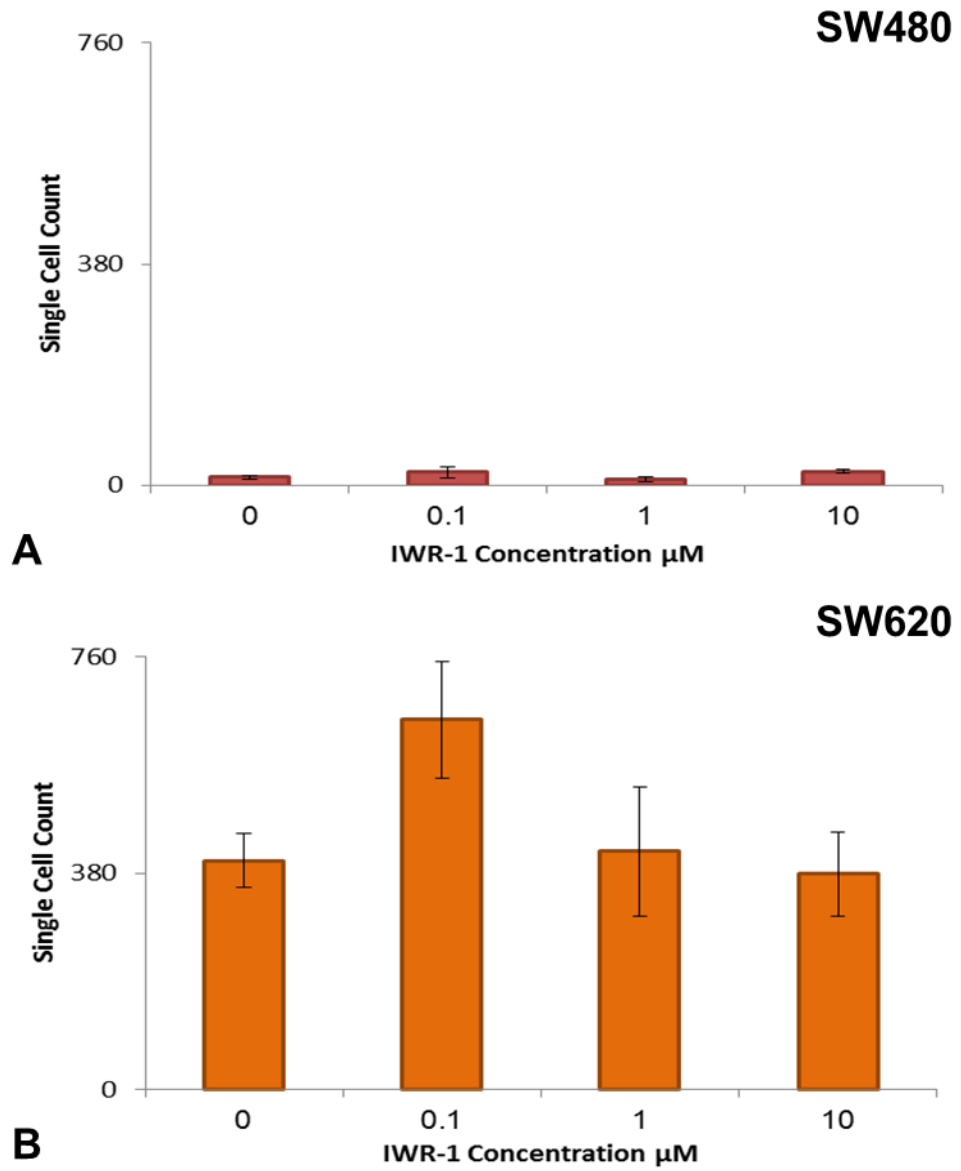 SW480
760
380
0
Single Cell Count
0 0.1 1 10
IWR-1 Concentration µM
A
SW620
760
380
0
Single Cell Count
0 0.1 1 10
IWR-1 Concentration µM
B